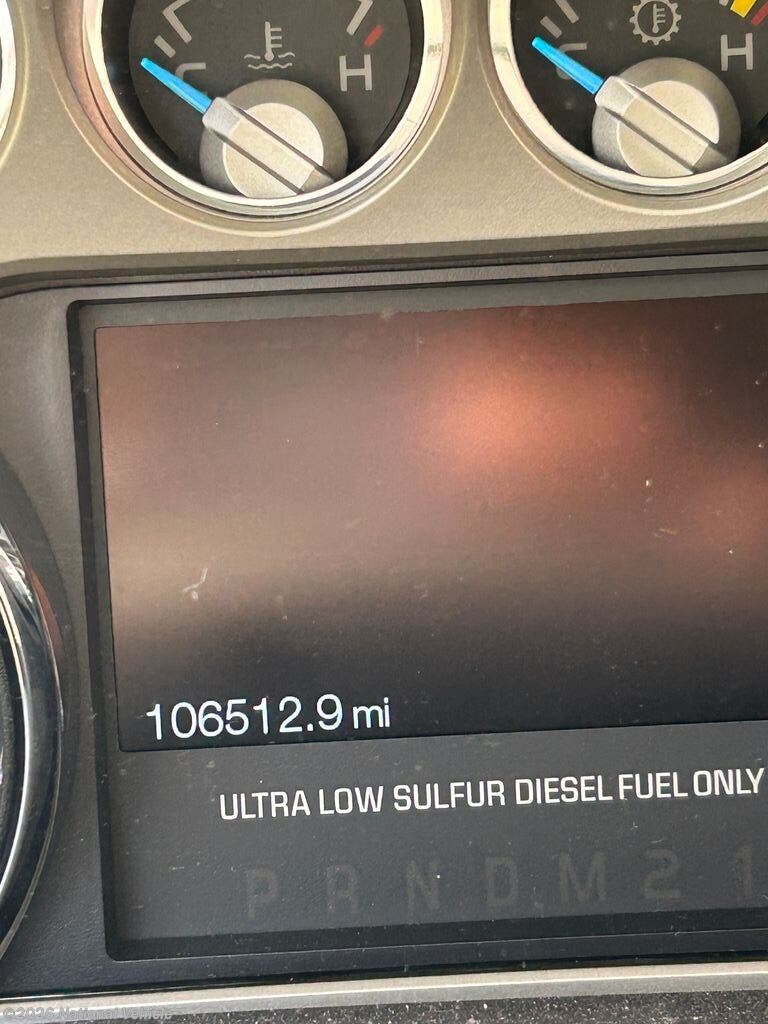 H
H
106512.9 mi
ULTRA LOW SULFUR DIESEL FUEL ONLY
P R N D M 2 1
©2026 National Vehicle